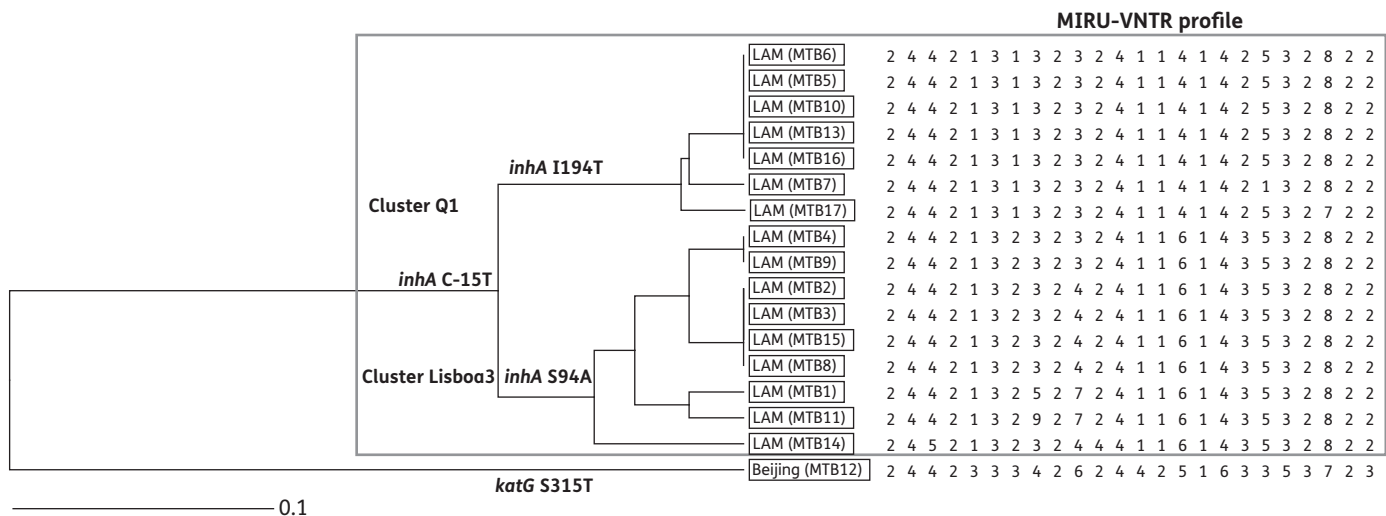 MIRU-VNTR profile
LAM (MTB6) 2 4 4 2 1 3 1 3 2 3 2 4 1 1 4 1 4 2 5 3 2 8 2 2
LAM (MTB5) 2 4 4 2 1 3 1 3 2 3 2 4 1 1 4 1 4 2 5 3 2 8 2 2
LAM (MTB10) 2 4 4 2 1 3 1 3 2 3 2 4 1 1 4 1 4 2 5 3 2 8 2 2
LAM (MTB13) 2 4 4 2 1 3 1 3 2 3 2 4 1 1 4 1 4 2 5 3 2 8 2 2
LAM (MTB16) 2 4 4 2 1 3 1 3 2 3 2 4 1 1 4 1 4 2 5 3 2 8 2 2
inhA I194T
LAM (MTB7) 2 4 4 2 1 3 1 3 2 3 2 4 1 1 4 1 4 2 1 3 2 8 2 2
Cluster Q1
LAM (MTB17) 2 4 4 2 1 3 1 3 2 3 2 4 1 1 4 1 4 2 5 3 2 7 2 2
LAM (MTB4) 2 4 4 2 1 3 2 3 2 3 2 4 1 1 6 1 4 3 5 3 2 8 2 2
LAM (MTB9) 2 4 4 2 1 3 2 3 2 3 2 4 1 1 6 1 4 3 5 3 2 8 2 2
inhA C-15T
LAM (MTB2) 2 4 4 2 1 3 2 3 2 4 2 4 1 1 6 1 4 3 5 3 2 8 2 2
LAM (MTB3) 2 4 4 2 1 3 2 3 2 4 2 4 1 1 6 1 4 3 5 3 2 8 2 2
LAM (MTB15) 2 4 4 2 1 3 2 3 2 4 2 4 1 1 6 1 4 3 5 3 2 8 2 2
LAM (MTB8) 2 4 4 2 1 3 2 3 2 4 2 4 1 1 6 1 4 3 5 3 2 8 2 2
Cluster Lisboa3 inhA S94A
LAM (MTB1) 2 4 4 2 1 3 2 5 2 7 2 4 1 1 6 1 4 3 5 3 2 8 2 2
LAM (MTB11) 2 4 4 2 1 3 2 9 2 7 2 4 1 1 6 1 4 3 5 3 2 8 2 2
LAM (MTB14) 2 4 5 2 1 3 2 3 2 4 4 4 1 1 6 1 4 3 5 3 2 8 2 2
Beijing (MTB12) 2 4 4 2 3 3 3 4 2 6 2 4 4 2 5 1 6 3 3 5 3 7 2 3
katG S315T
0.1